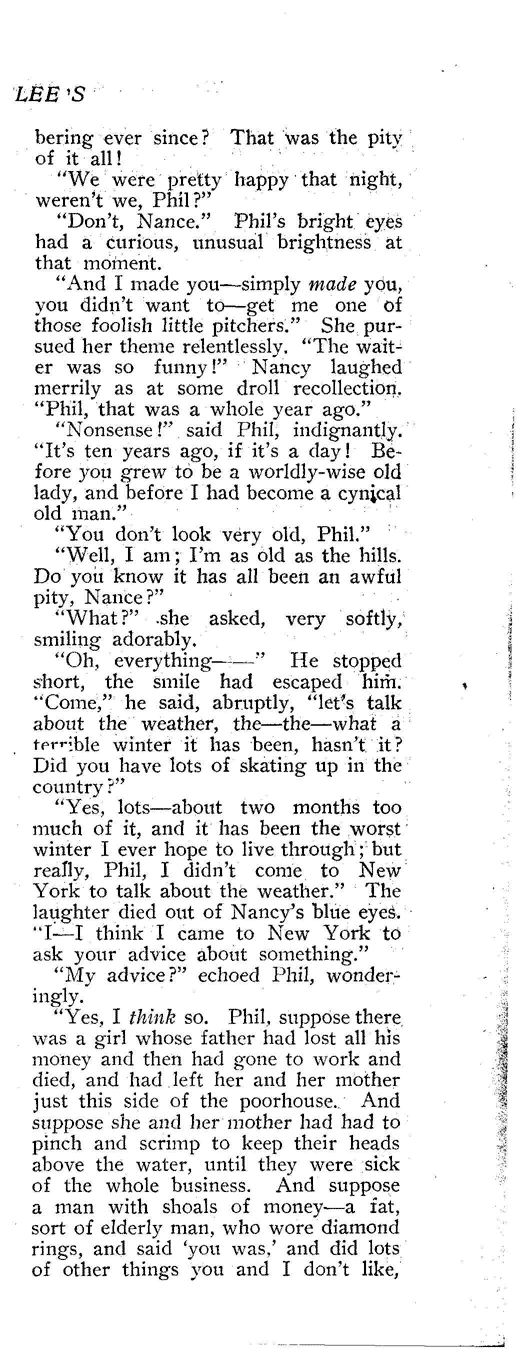 LEE'S
bering ever since? That was the pity
of it all!
"We were pretty happy that night,
weren't we, Phil?"
"Don't, Nance." Phil's bright eyes
had a curious, unusual brightness at
that moment.
"And I made you—simply made you,
you didn't want to—get me one of
those foolish little pitchers." She pur-
sued her theme relentlessly. "The wait-
er was so funny!" Nancy laughed
merrily as at some droll recollection.
"Phil, that was a whole year ago."
"Nonsense!" said Phil, indignantly.
"It's ten years ago, if it's a day! Be-
fore you grew to be a worldly-wise old
lady, and before I had become a cynical
old man."
"You don't look very old, Phil."
"Well, I am; I'm as old as the hills.
Do you know it has all been an awful
pity, Nance?"
"What?" she asked, very softly,
smiling adorably.
"Oh, everything——" He stopped
short, the smile had escaped him.
"Come," he said, abruptly, "let's talk
about the weather, the—the—what a
terrible winter it has been, hasn't it?
Did you have lots of skating up in the
country?"
"Yes, lots—about two months too
much of it, and it has been the worst
winter I ever hope to live through; but
really, Phil, I didn't come to New
York to talk about the weather." The
laughter died out of Nancy's blue eyes.
"I—I think I came to New York to
ask your advice about something."
"My advice?" echoed Phil, wonder-
ingly.
"Yes, I think so. Phil, suppose there
was a girl whose father had lost all his
money and then had gone to work and
died, and had left her and her mother
just this side of the poorhouse. And
suppose she and her mother had had to
pinch and scrimp to keep their heads
above the water, until they were sick
of the whole business. And suppose
a man with shoals of money—a fat,
sort of elderly man, who wore diamond
rings, and said 'you was,' and did lots
of other things you and I don't like,